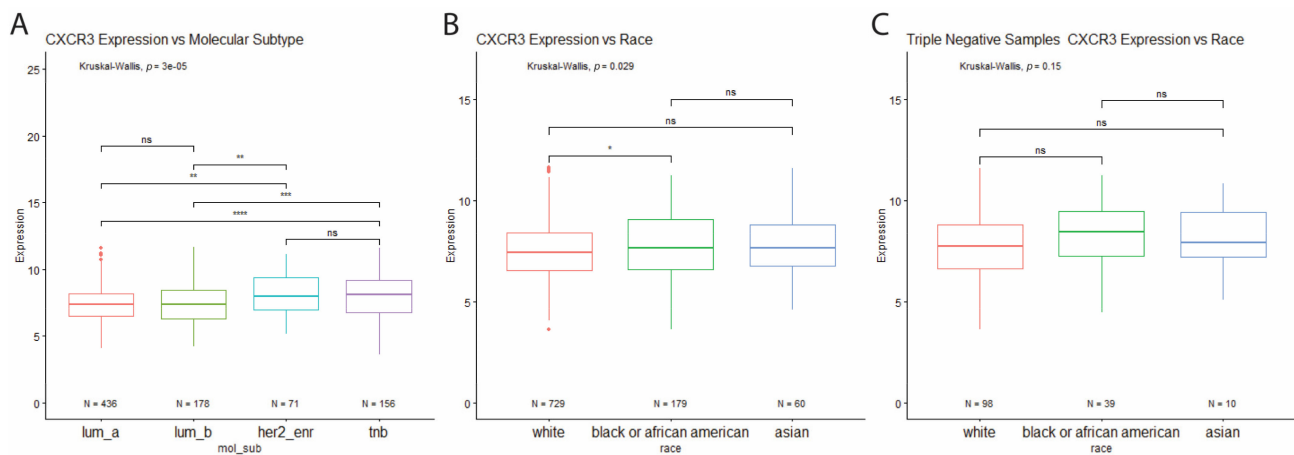 A
CXCR3 Expression vs Molecular Subtype
Kruskal-Wallis, p = 3e-05
25
20
15
10
5
0
Expression
ns
**
**
***
****
ns
N = 436 N = 178 N = 71 N = 156
lum_a lum_b her2_enr tnb
mol_sub
B
CXCR3 Expression vs Race
Kruskal-Wallis, p = 0.029
15
10
5
0
Expression
ns
ns
*
N = 729 N = 179 N = 60
white black or african american asian
race
C
Triple Negative Samples CXCR3 Expression vs Race
Kruskal-Wallis, p = 0.15
15
10
5
0
Expression
ns
ns
ns
N = 98 N = 39 N = 10
white black or african american asian
race